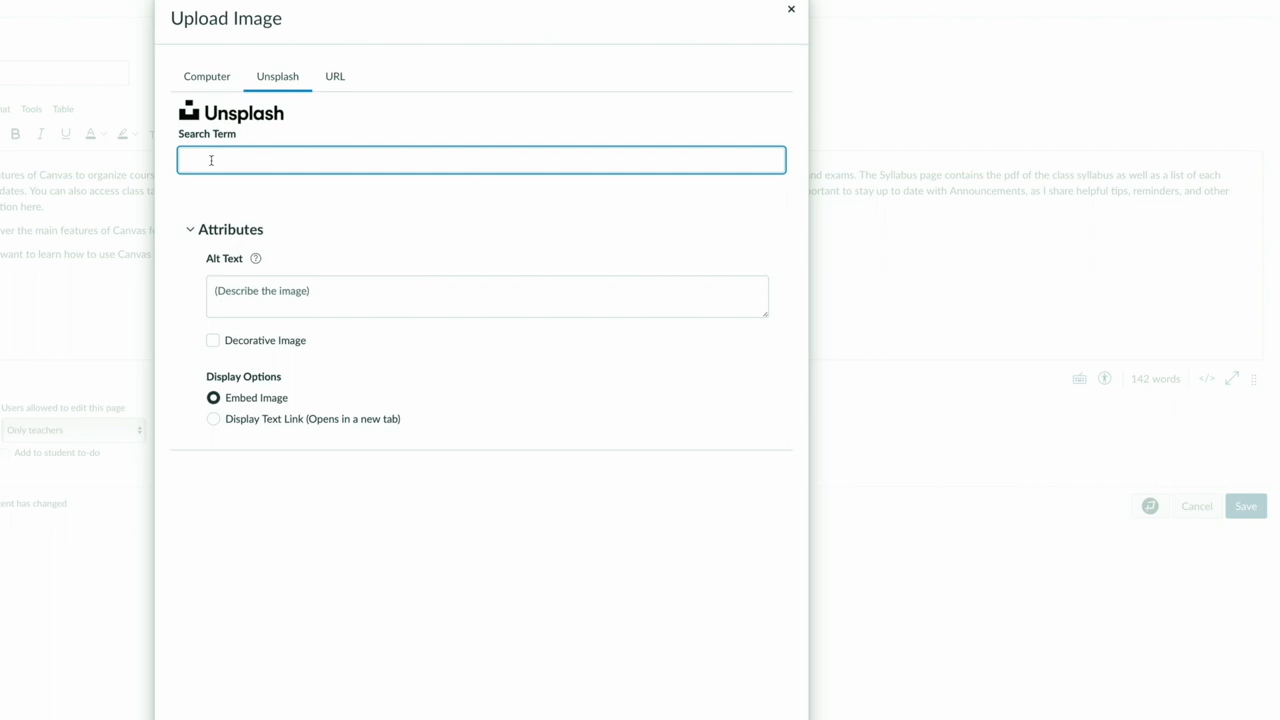 Upload Image
×
Computer Unsplash URL
Unsplash
Search Term
Attributes
Alt Text ?
(Describe the image)
Decorative Image
Display Options
Embed Image
Display Text Link (Opens in a new tab)
at Tools Table
B I U A
tures of Canvas to organize cours
nd exams. The Syllabus page contains the pdf of the class syllabus as well as a list of each
dates. You can also access class ta
portant to stay up to date with Announcements, as I share helpful tips, reminders, and other
tion here.
ver the main features of Canvas f
want to learn how to use Canvas
142 words </>
Users allowed to edit this page
Only teachers
Add to student to-do
ent has changed
Cancel Save